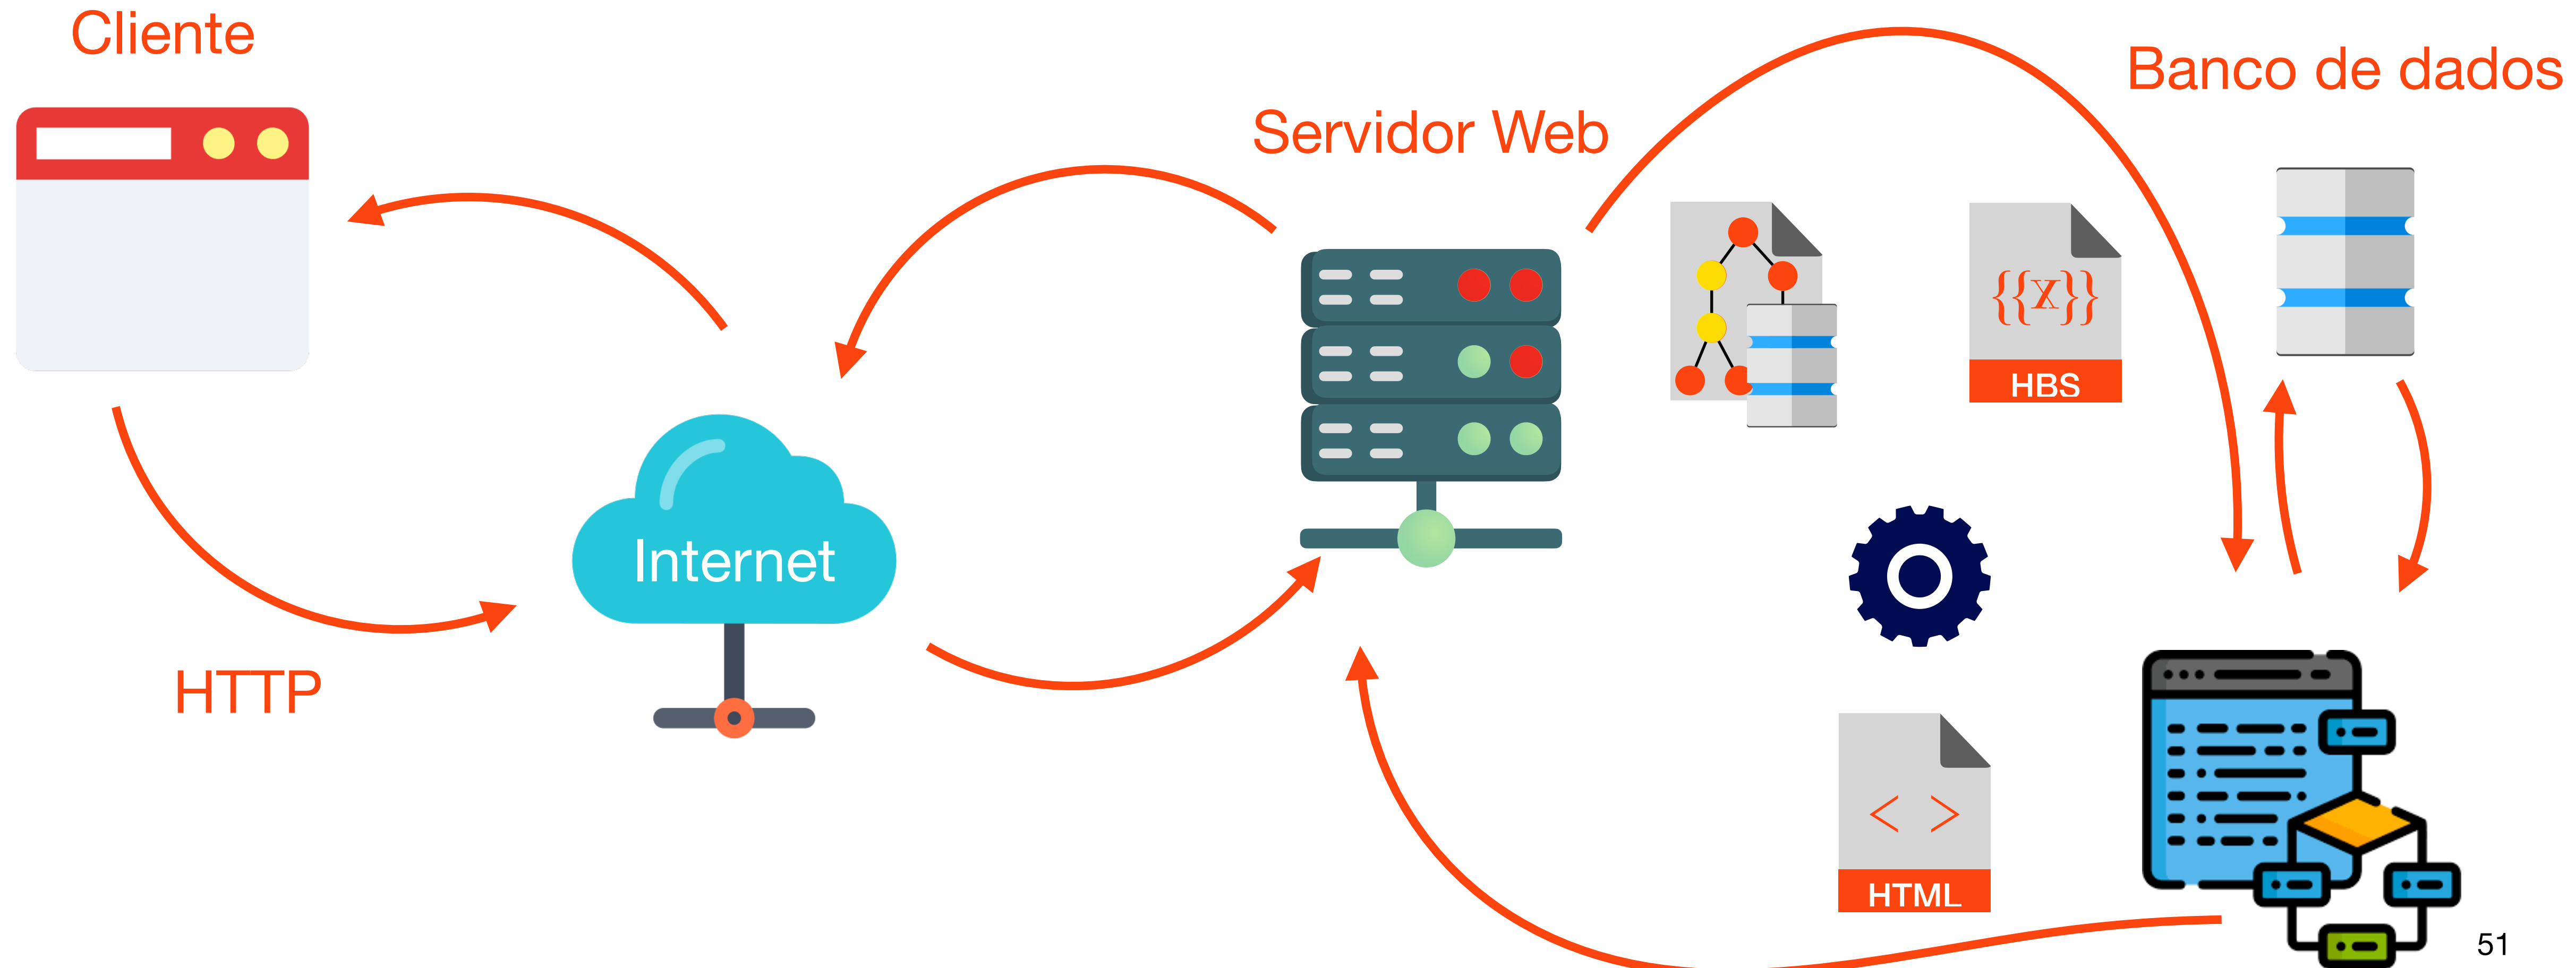 Cliente
Banco de dados
Servidor Web
{{X}}
HBS
Internet
HTTP
< >
HTML
51